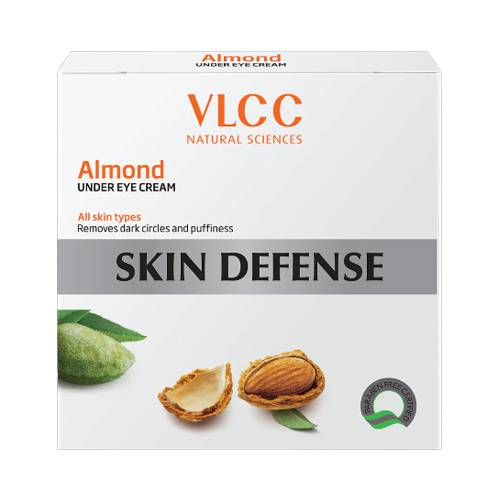 Almond
UNDER EYE CREAM
VLCC
NATURAL SCIENCES
Almond
UNDER EYE CREAM
All skin types
Removes dark circles and puffiness
SKIN DEFENSE
PARABEN FREE CERTIFIED